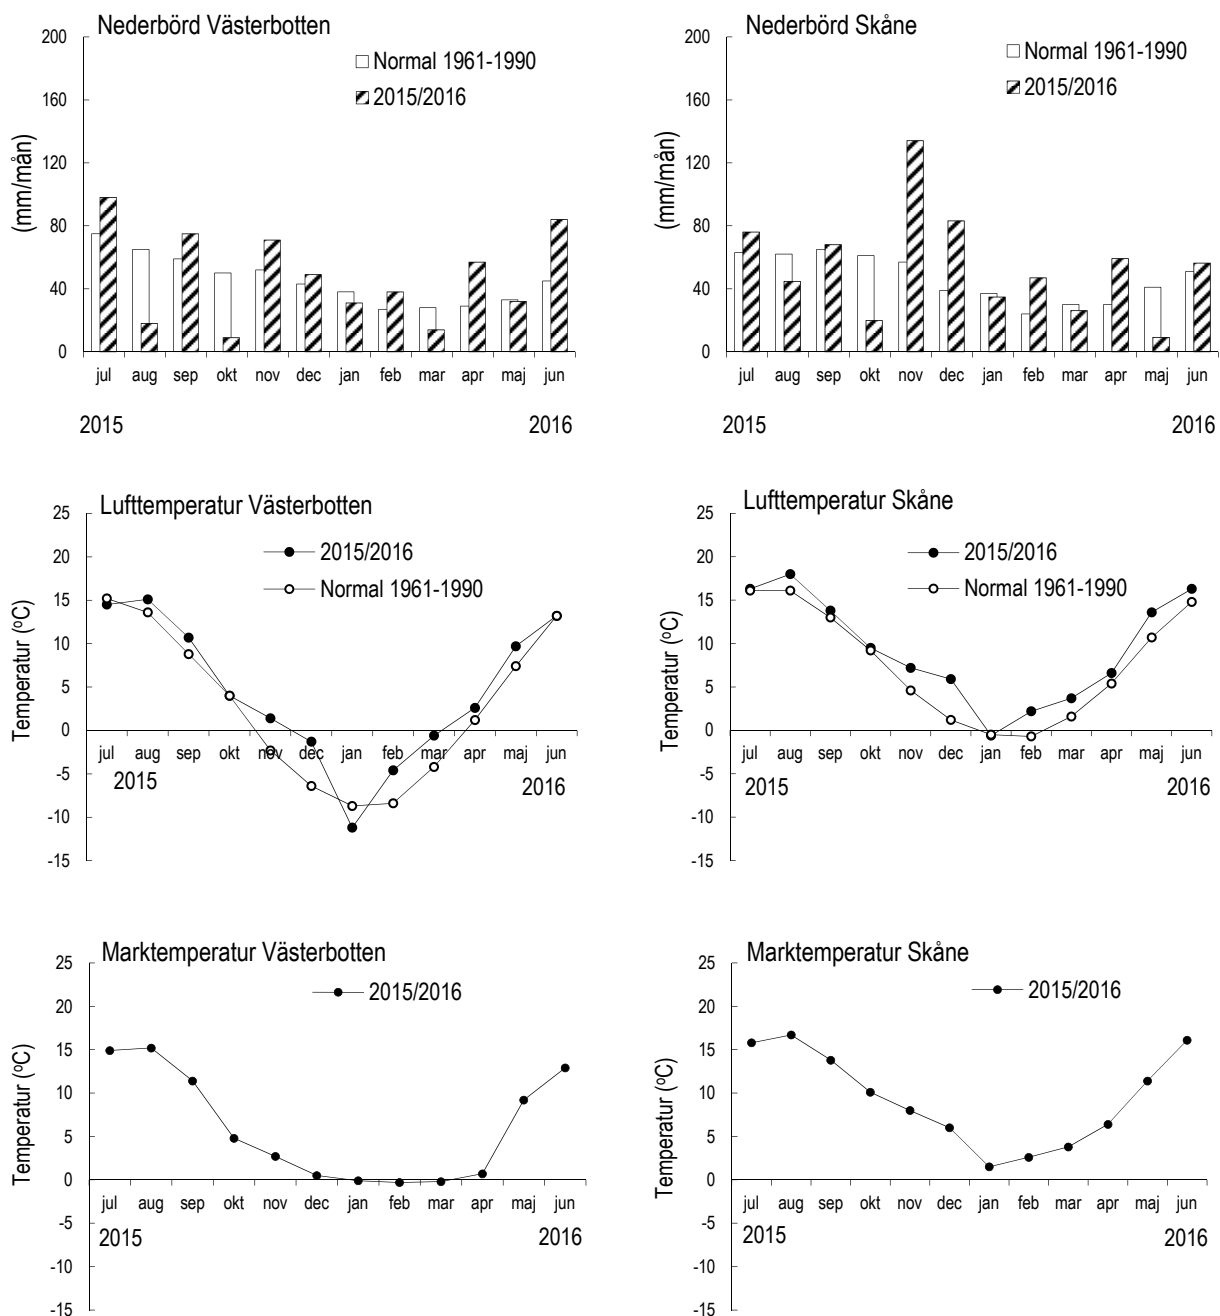 Nederbörd Västerbotten
200
160
120
80
40
0
(mm/mån)
Normal 1961-1990
2015/2016
jul aug sep okt nov dec jan feb mar apr maj jun
2015 2016
Nederbörd Skåne
200
160
120
80
40
0
(mm/mån)
Normal 1961-1990
2015/2016
jul aug sep okt nov dec jan feb mar apr maj jun
2015 2016
Lufttemperatur Västerbotten
25
20
15
10
5
0
-5
-10
-15
Temperatur (ºC)
2015/2016
Normal 1961-1990
jul aug sep okt nov dec jan feb mar apr maj jun
2015 2016
Lufttemperatur Skåne
25
20
15
10
5
0
-5
-10
-15
Temperatur (ºC)
2015/2016
Normal 1961-1990
jul aug sep okt nov dec jan feb mar apr maj jun
2015 2016
Marktemperatur Västerbotten
25
20
15
10
5
0
-5
-10
-15
Temperatur (ºC)
2015/2016
jul aug sep okt nov dec jan feb mar apr maj jun
2015 2016
Marktemperatur Skåne
25
20
15
10
5
0
-5
-10
-15
Temperatur (ºC)
2015/2016
jul aug sep okt nov dec jan feb mar apr maj jun
2015 2016